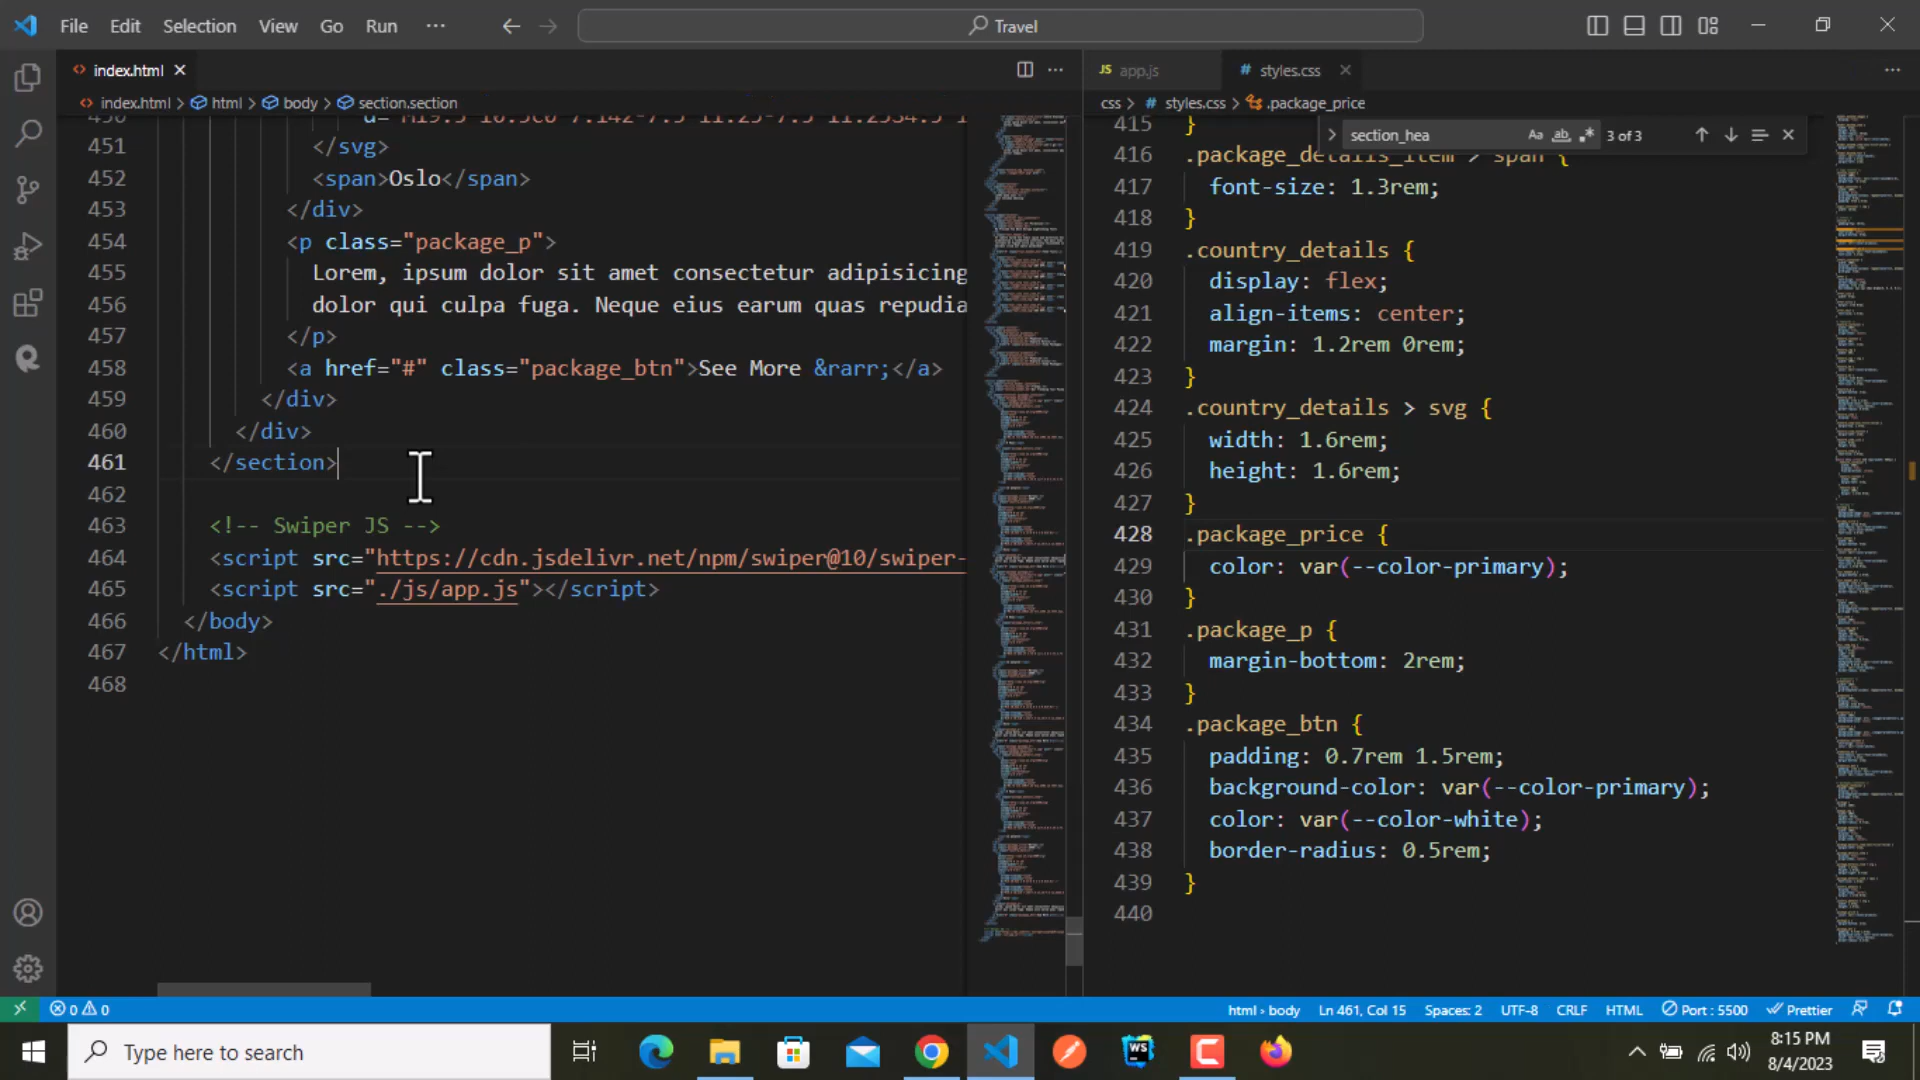 File Edit Selection View Go Run ··· Travel
index.html
index.html > html > body > section.section
451 </svg>
452 <span>Oslo</span>
453 </div>
454 <p class="package_p">
455 Lorem, ipsum dolor sit amet consectetur adipisicing
456 dolor qui culpa fuga. Neque eius earum quas repudia
457 </p>
458 <a href="#" class="package_btn">See More &rarr;</a>
459 </div>
460 </div>
461 </section>
462
463 <!-- Swiper JS -->
464 <script src="https://cdn.jsdelivr.net/npm/swiper@10/swiper-
465 <script src="./js/app.js"></script>
466 </body>
467 </html>
468
JS app.js # styles.css
css > # styles.css > .package_price
section_hea Aa ab 3 of 3
415 }
416 .package_details_item > span {
417 font-size: 1.3rem;
418 }
419 .country_details {
420 display: flex;
421 align-items: center;
422 margin: 1.2rem 0rem;
423 }
424 .country_details > svg {
425 width: 1.6rem;
426 height: 1.6rem;
427 }
428 .package_price {
429 color: var(--color-primary);
430 }
431 .package_p {
432 margin-bottom: 2rem;
433 }
434 .package_btn {
435 padding: 0.7rem 1.5rem;
436 background-color: var(--color-primary);
437 color: var(--color-white);
438 border-radius: 0.5rem;
439 }
440
0 0 html > body Ln 461, Col 15 Spaces: 2 UTF-8 CRLF HTML Port : 5500 Prettier
Type here to search
WS
8:15 PM
8/4/2023